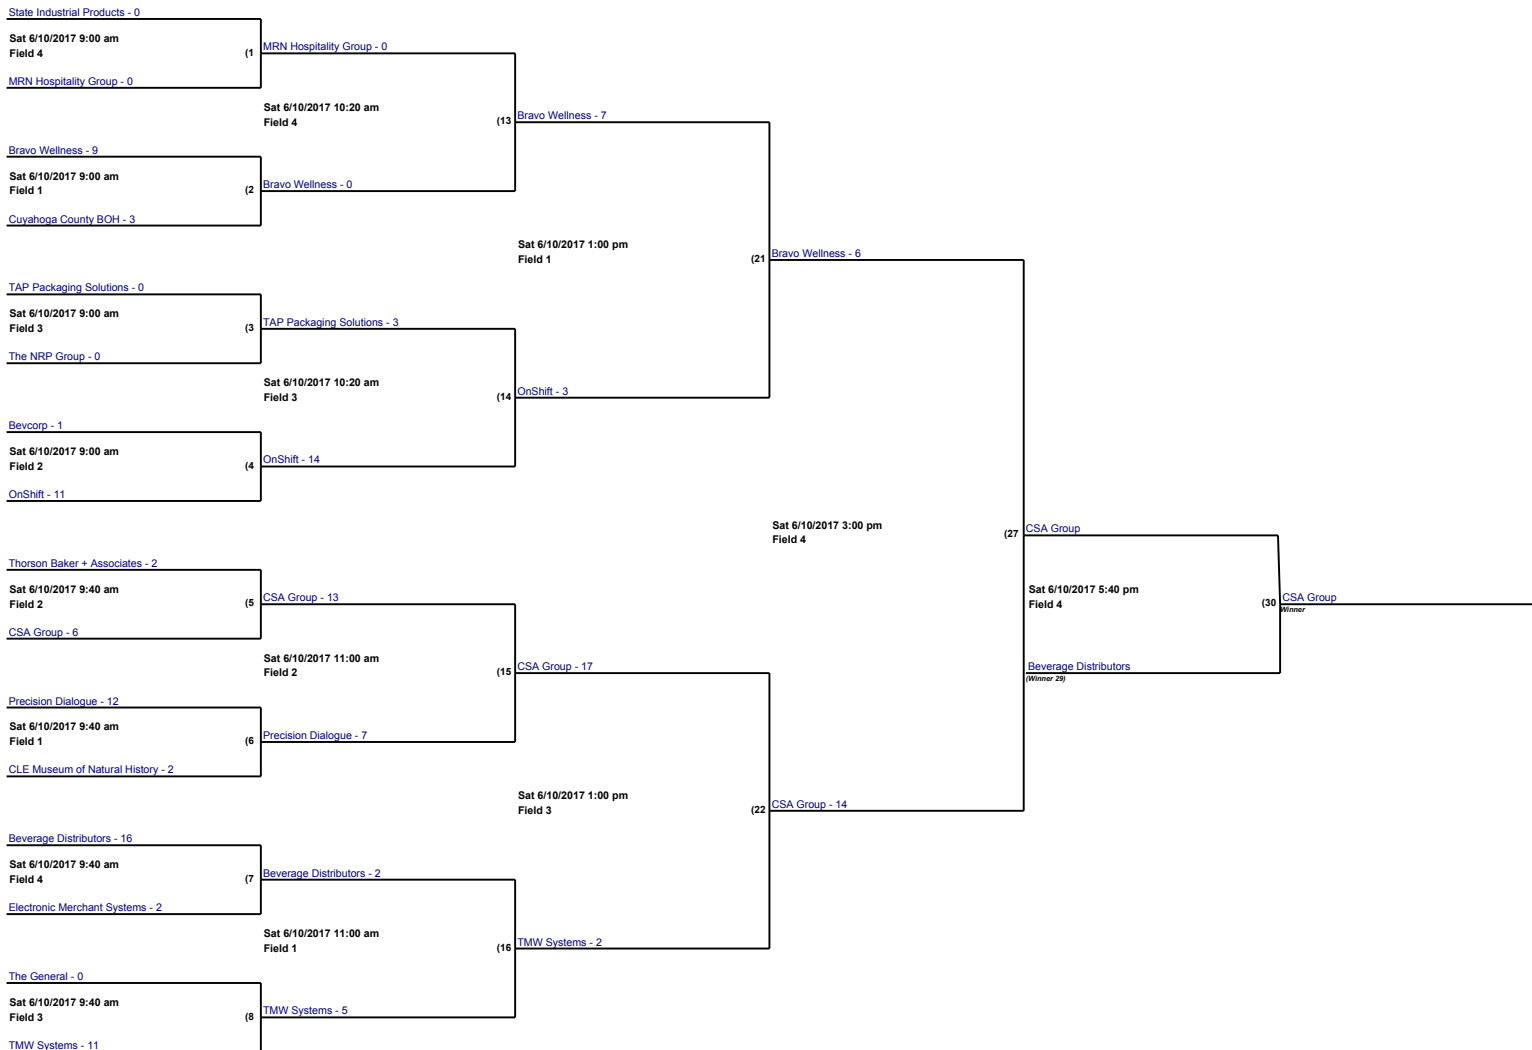 State Industrial Products - 0
Sat 6/10/2017 9:00 am
Field 4
(1
MRN Hospitality Group - 0
MRN Hospitality Group - 0
Sat 6/10/2017 10:20 am
Field 4
(13
Bravo Wellness - 7
Bravo Wellness - 9
Sat 6/10/2017 9:00 am
Field 1
(2
Bravo Wellness - 0
Cuyahoga County BOH - 3
Sat 6/10/2017 1:00 pm
Field 1
(21
Bravo Wellness - 6
TAP Packaging Solutions - 0
Sat 6/10/2017 9:00 am
Field 3
(3
TAP Packaging Solutions - 3
The NRP Group - 0
Sat 6/10/2017 10:20 am
Field 3
(14
OnShift - 3
Bevcorp - 1
Sat 6/10/2017 9:00 am
Field 2
(4
OnShift - 14
OnShift - 11
Sat 6/10/2017 3:00 pm
Field 4
(27
CSA Group
Thorson Baker + Associates - 2
Sat 6/10/2017 9:40 am
Field 2
(5
CSA Group - 13
CSA Group - 6
Sat 6/10/2017 5:40 pm
Field 4
(30
CSA Group
Winner
Sat 6/10/2017 11:00 am
Field 2
(15
CSA Group - 17
Beverage Distributors
(Winner 29)
Precision Dialogue - 12
Sat 6/10/2017 9:40 am
Field 1
(6
Precision Dialogue - 7
CLE Museum of Natural History - 2
Sat 6/10/2017 1:00 pm
Field 3
(22
CSA Group - 14
Beverage Distributors - 16
Sat 6/10/2017 9:40 am
Field 4
(7
Beverage Distributors - 2
Electronic Merchant Systems - 2
Sat 6/10/2017 11:00 am
Field 1
(16
TMW Systems - 2
The General - 0
Sat 6/10/2017 9:40 am
Field 3
(8
TMW Systems - 5
TMW Systems - 11